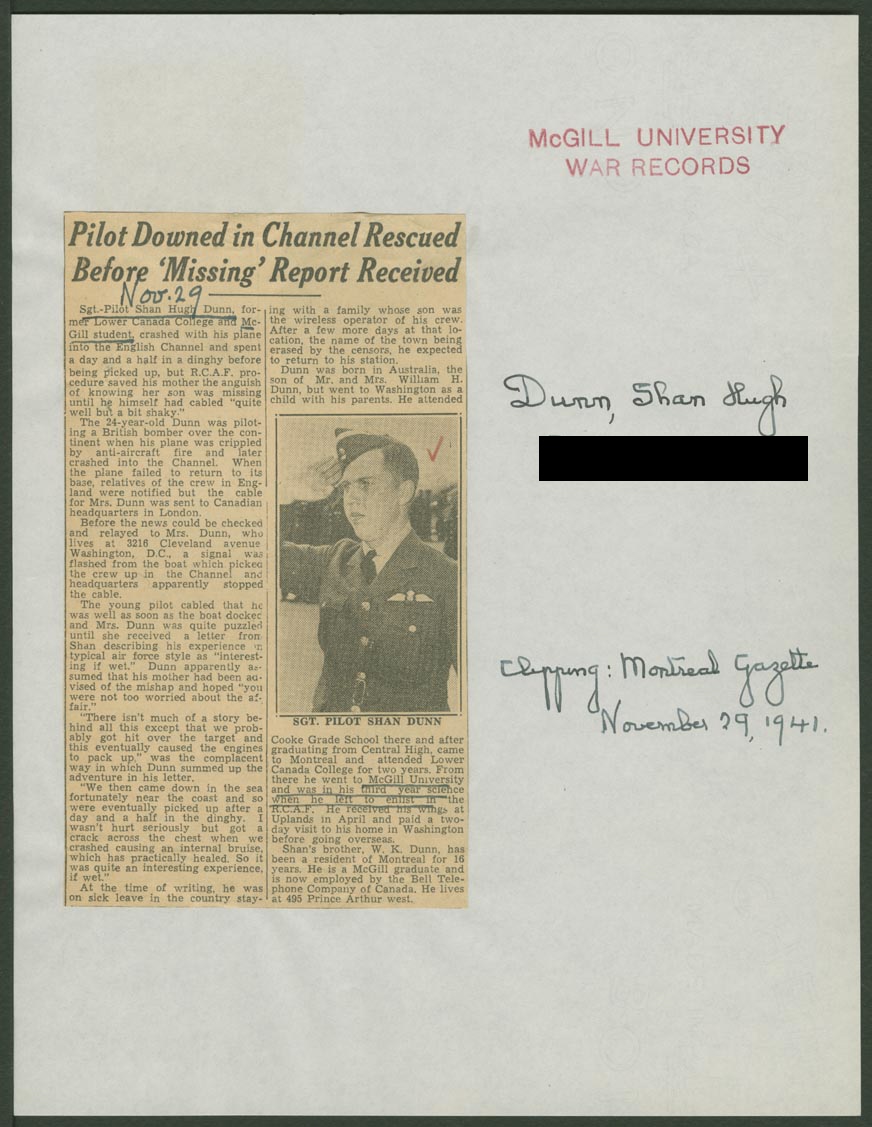 McGILL UNIVERSITY
WAR RECORDS
Pilot Downed in Channel Rescued
Before 'Missing' Report Received
Nov. 29
Sgt.-Pilot Shan Hugh Dunn, for-
mer Lower Canada College and Mc-
Gill student, crashed with his plane
into the English Channel and spent
a day and a half in a dinghy before
being picked up, but R.C.A.F. pro-
cedure saved his mother the anguish
of knowing her son was missing
until he himself had cabled "quite
well but a bit shaky."
The 24-year-old Dunn was pilot-
ing a British bomber over the con-
tinent when his plane was crippled
by anti-aircraft fire and later
crashed into the Channel. When
the plane failed to return to its
base, relatives of the crew in Eng-
land were notified but the cable
for Mrs. Dunn was sent to Canadian
headquarters in London.
Before the news could be checked
and relayed to Mrs. Dunn, who
lives at 3216 Cleveland avenue
Washington, D.C., a signal was
flashed from the boat which picked
the crew up in the Channel and
headquarters apparently stopped
the cable.
The young pilot cabled that he
was well as soon as the boat docked
and Mrs. Dunn was quite puzzled
until she received a letter from
Shan describing his experience in
typical air force style as "interest-
ing if wet." Dunn apparently as-
sumed that his mother had been ad-
vised of the mishap and hoped "you
were not too worried about the af-
fair."
"There isn't much of a story be-
hind all this except that we prob-
ably got hit over the target and
this eventually caused the engines
to pack up," was the complacent
way in which Dunn summed up the
adventure in his letter.
"We then came down in the sea
fortunately near the coast and so
were eventually picked up after a
day and a half in the dinghy. I
wasn't hurt seriously but got a
crack across the chest when we
crashed causing an internal bruise,
which has practically healed. So it
was quite an interesting experience,
if wet."
At the time of writing, he was
on sick leave in the country stay-
ing with a family whose son was
the wireless operator of his crew.
After a few more days at that lo-
cation, the name of the town being
erased by the censors, he expected
to return to his station.
Dunn was born in Australia, the
son of Mr. and Mrs. William H.
Dunn, but went to Washington as a
child with his parents. He attended
SGT. PILOT SHAN DUNN
Cooke Grade School there and after
graduating from Central High, came
to Montreal and attended Lower
Canada College for two years. From
there he went to McGill University
and was in his third year science
when he left to enlist in the
R.C.A.F. He received his wings at
Uplands in April and paid a two-
day visit to his home in Washington
before going overseas.
Shan's brother, W. K. Dunn, has
been a resident of Montreal for 16
years. He is a McGill graduate and
is now employed by the Bell Tele-
phone Company of Canada. He lives
at 495 Prince Arthur west.
Dunn, Shan Hugh
Clipping: Montreal Gazette
November 29, 1941.